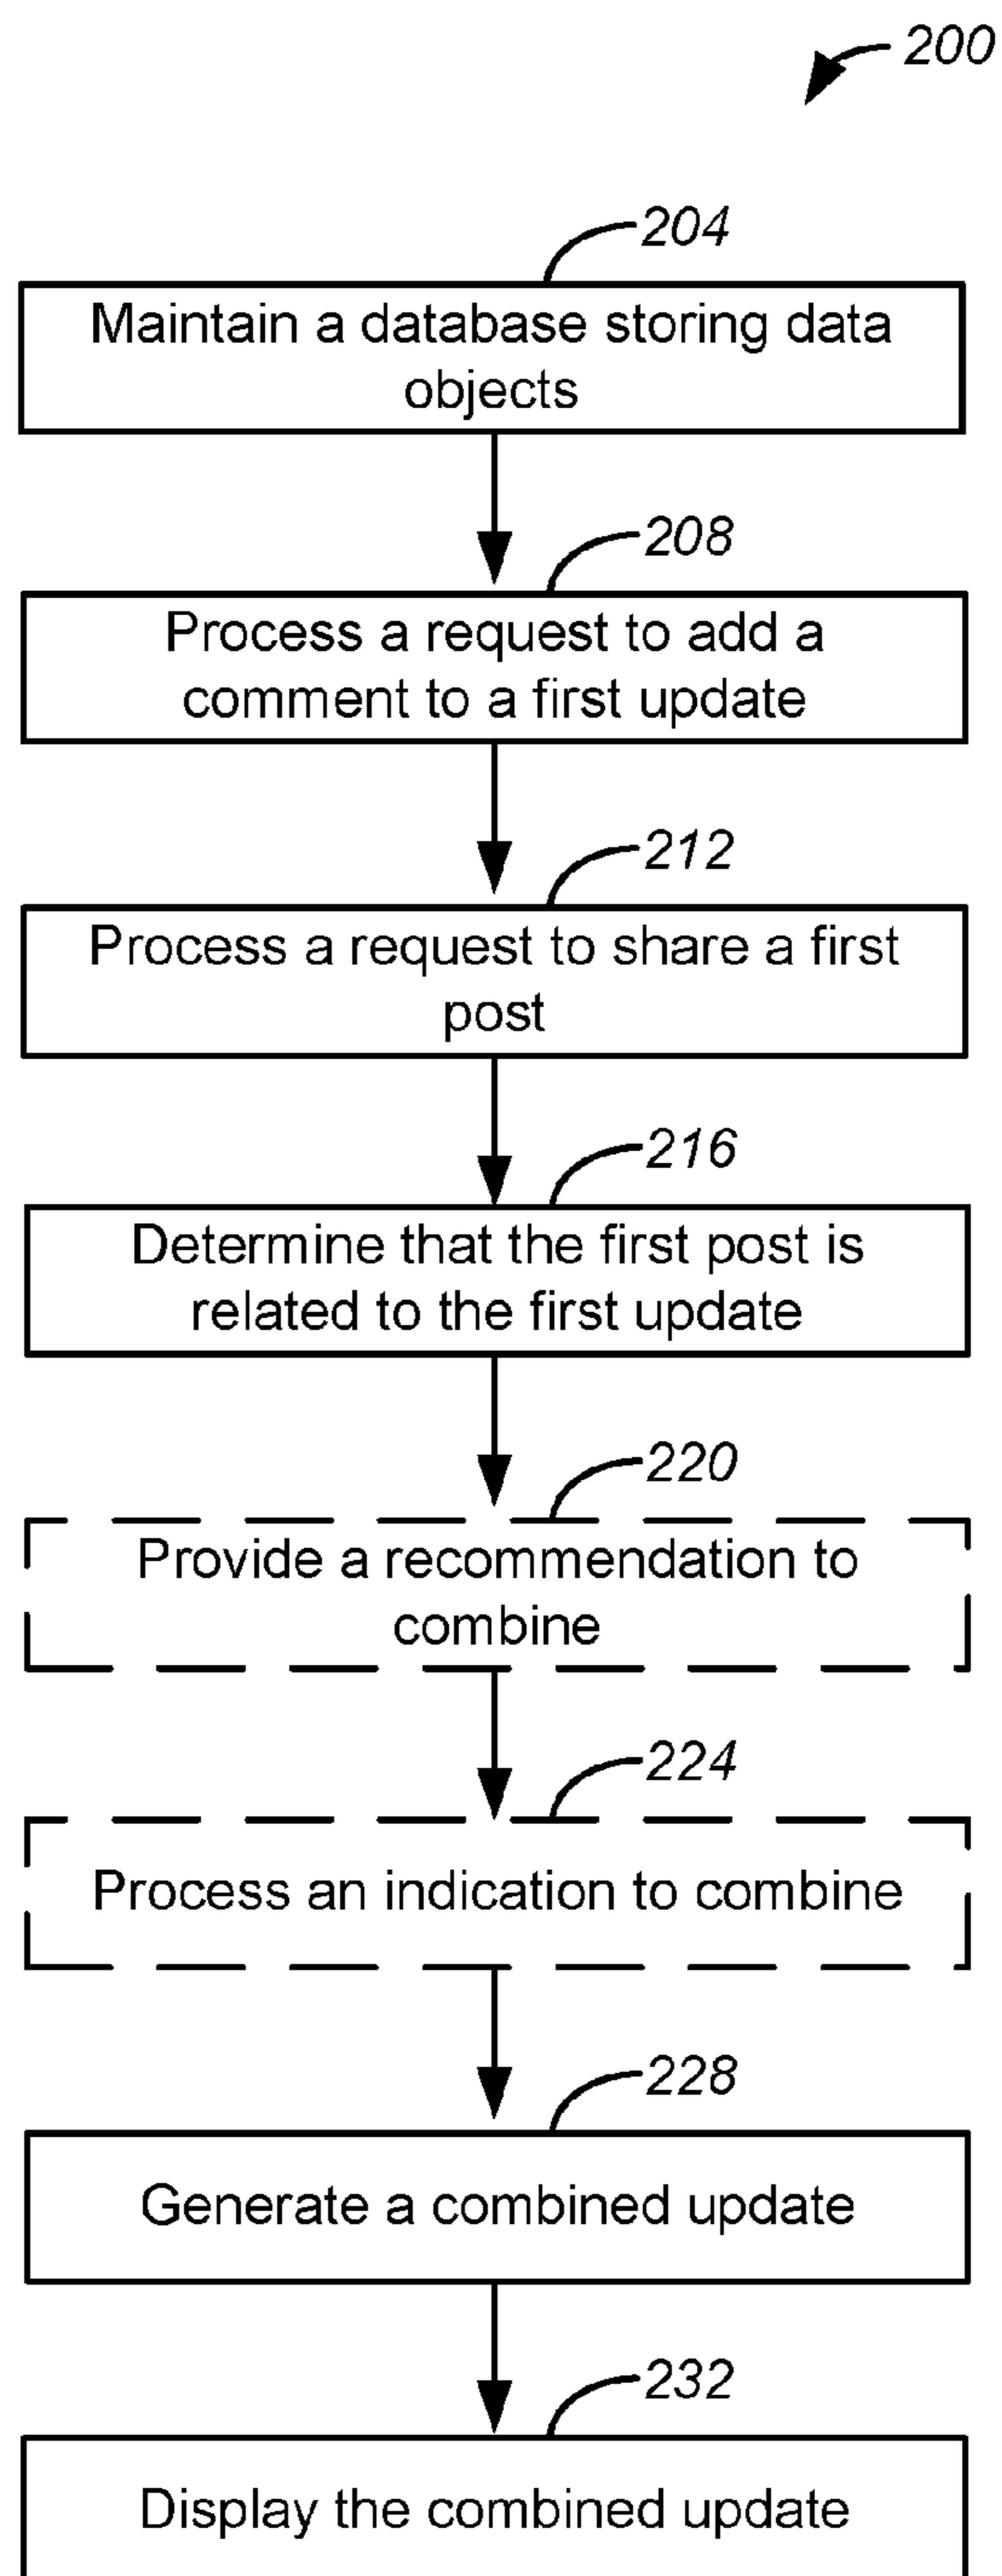 200
204
Maintain a database storing data
objects
208
Process a request to add a
comment to a first update
212
Process a request to share a first
post
216
Determine that the first post is
related to the first update
220
Provide a recommendation to
combine
224
Process an indication to combine
228
Generate a combined update
232
Display the combined update